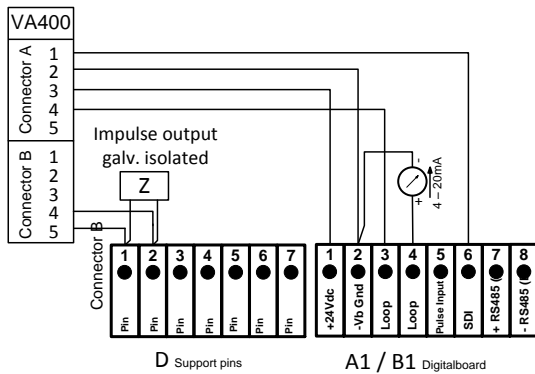 VA400
Connector A
1
2
3
4
5
Connector B
1
2
3
4
5
Impulse output
galv. isolated
Z
-
+
4 – 20mA
Connector B
1 2 3 4 5 6 7
Pin Pin Pin Pin Pin Pin Pin
D Support pins
1 2 3 4 5 6 7 8
+24Vdc
-Vb Gnd
Loop
Loop
Pulse Input
SDI
+ RS485 (
- RS485 (
A1 / B1 Digitalboard